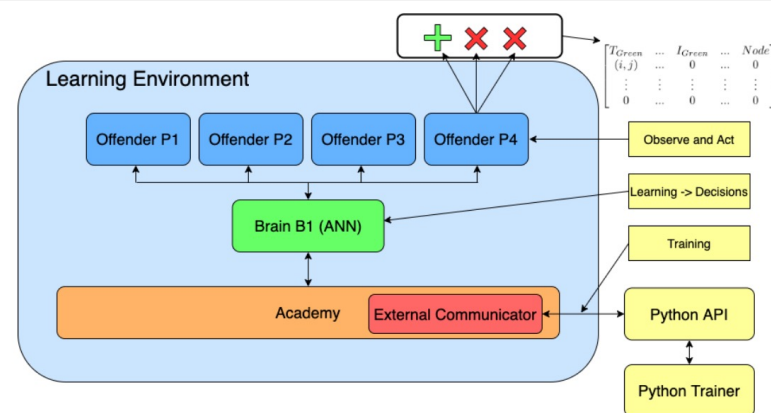 Learning Environment
T_Green ... I_Green ... Node
(i, j) ... 0 ... 0
⋮ ⋮ ⋮ ⋮ ⋮
0 ... 0 ... 0
Offender P1
Offender P2
Offender P3
Offender P4
Observe and Act
Learning -> Decisions
Brain B1 (ANN)
Training
Academy
External Communicator
Python API
Python Trainer